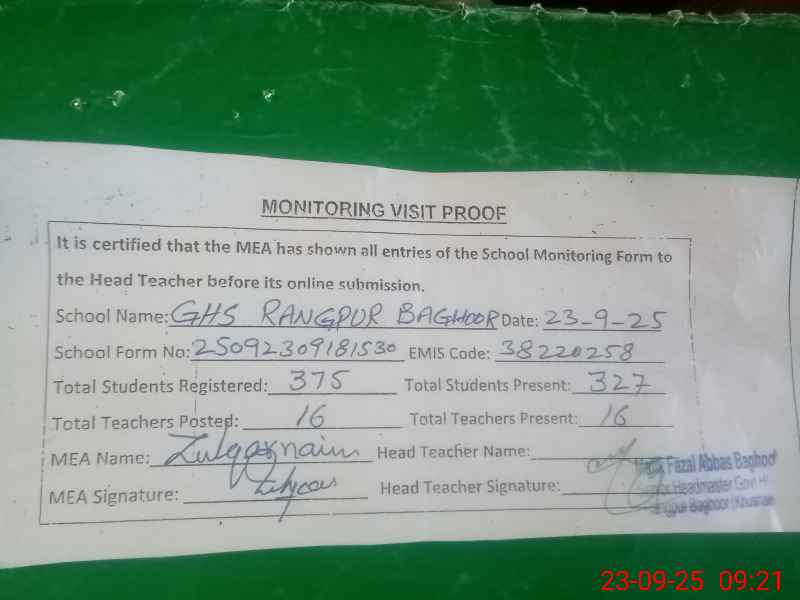 MONITORING VISIT PROOF
It is certified that the MEA has shown all entries of the School Monitoring Form to
the Head Teacher before its online submission.
School Name: GHS RANGPUR BAGHOOR Date: 23-9-25
School Form No: 25092309181530 EMIS Code: 38220258
Total Students Registered: 375 Total Students Present: 327
Total Teachers Posted: 16 Total Teachers Present: 16
MEA Name: Zulqarnain Head Teacher Name:
Fazal Abbas Baghoor
MEA Signature: Head Teacher Signature:
Headmaster Govt H
Baghoor (Khushab
23-09-25 09:21